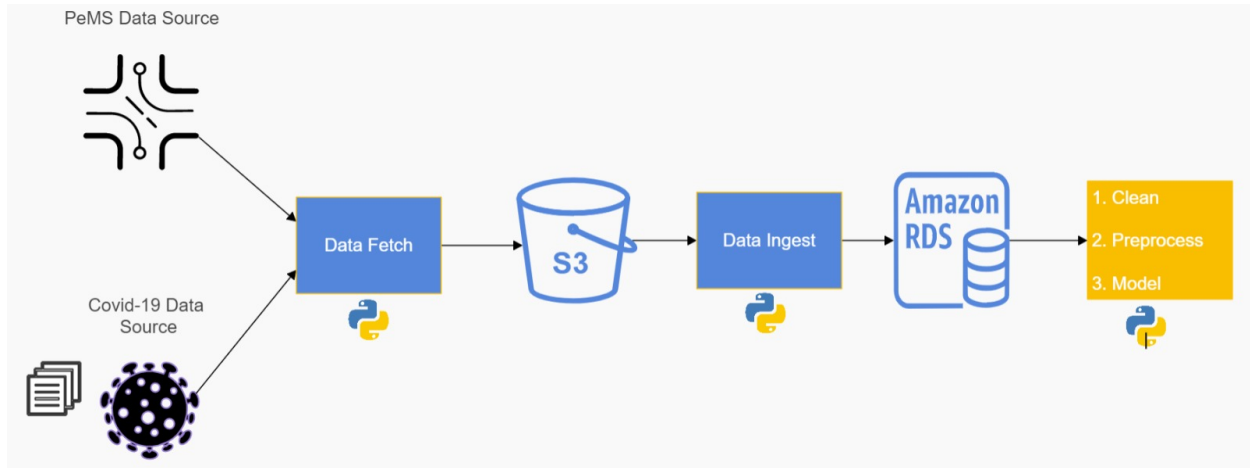 PeMS Data Source
Covid-19 Data
Source
Data Fetch
S3
Data Ingest
Amazon
RDS
1. Clean
2. Preprocess
3. Model